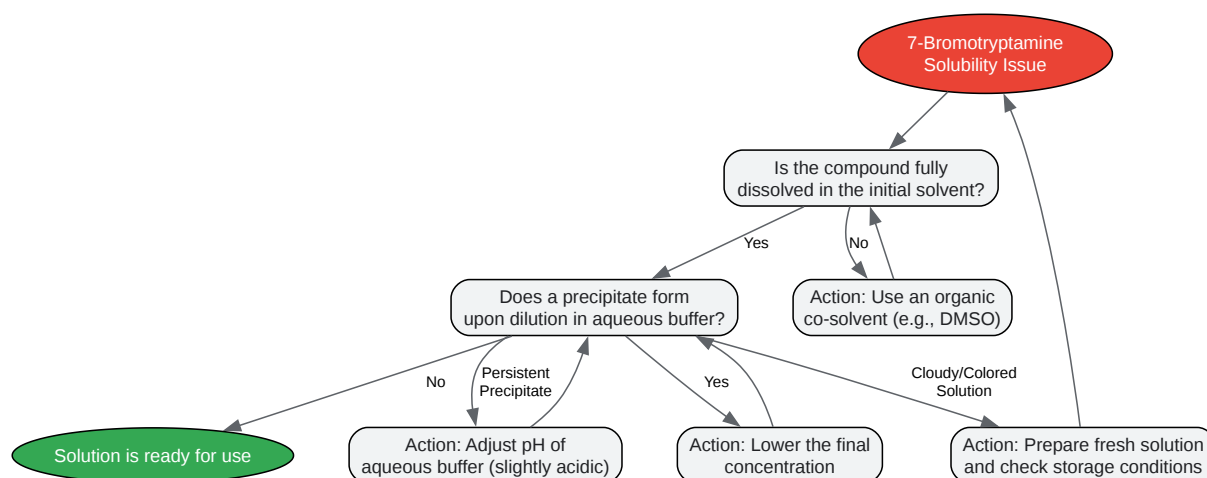 7-Bromotryptamine
Solubility Issue
Is the compound fully
dissolved in the initial solvent?
Yes
No
Does a precipitate form
upon dilution in aqueous buffer?
Action: Use an organic
co-solvent (e.g., DMSO)
No
Persistent
Precipitate
Yes
Cloudy/Colored
Solution
Solution is ready for use
Action: Adjust pH of
aqueous buffer (slightly acidic)
Action: Lower the final
concentration
Action: Prepare fresh solution
and check storage conditions